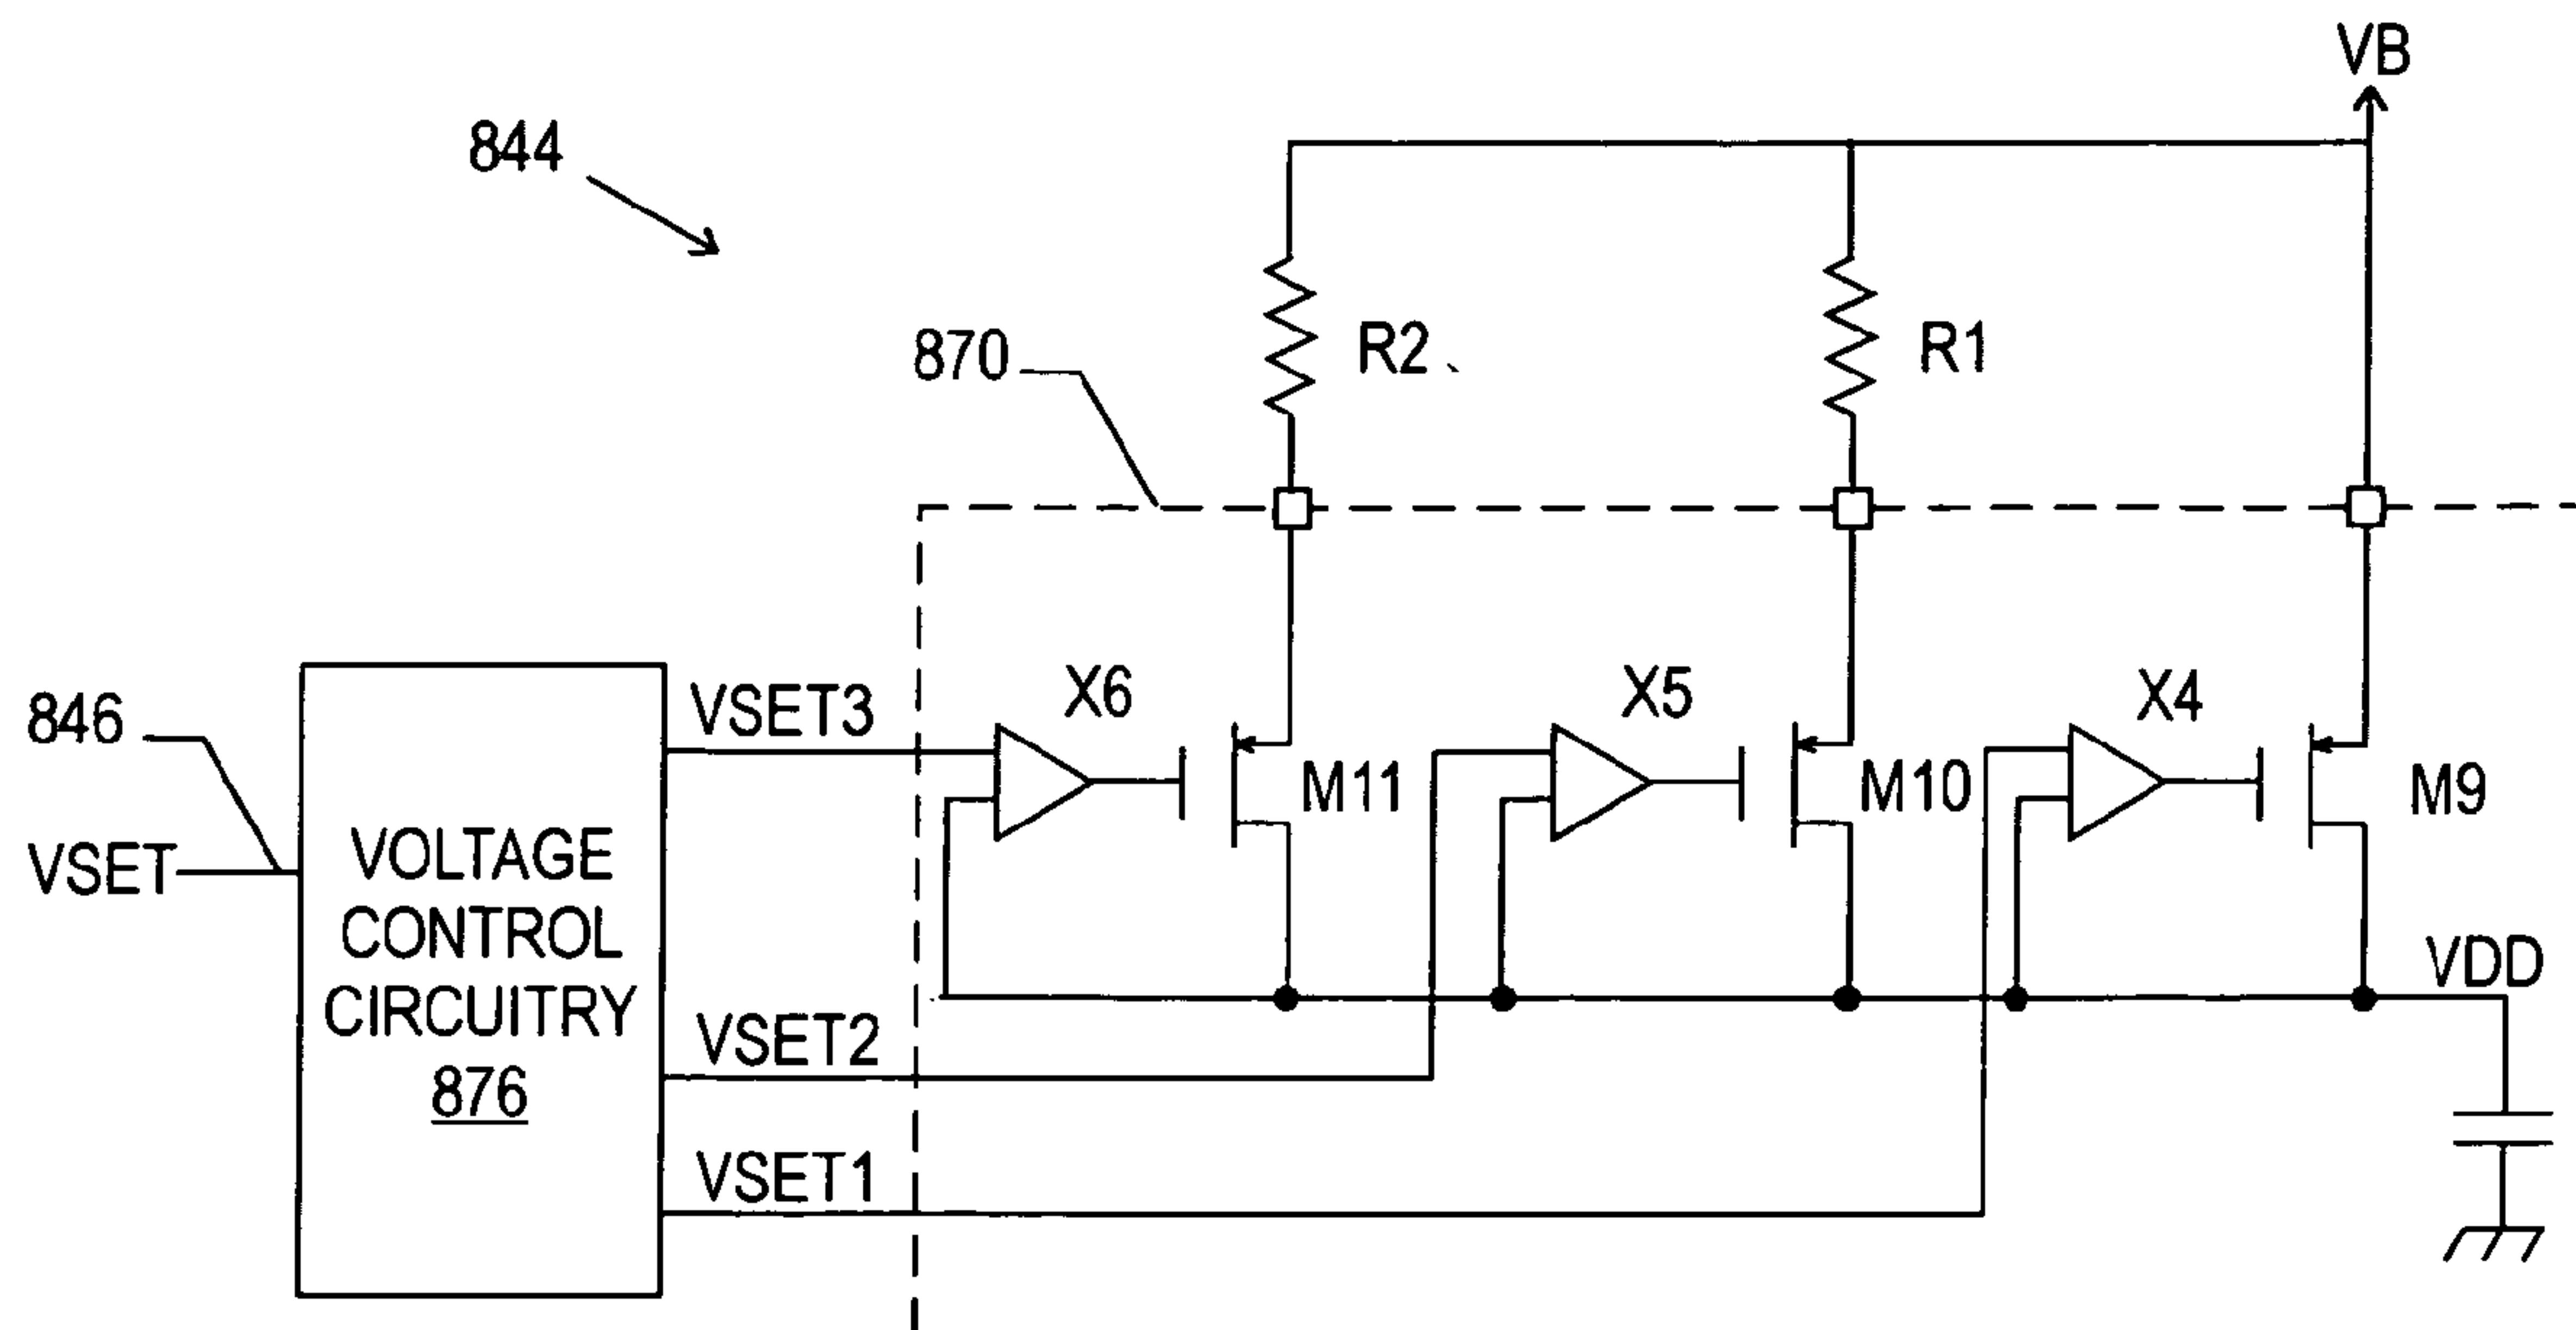 VB
844
R2
R1
870
X6
X5
X4
846
VSET3
M11
M10
M9
VSET
VOLTAGE
CONTROL
CIRCUITRY
876
VDD
VSET2
VSET1